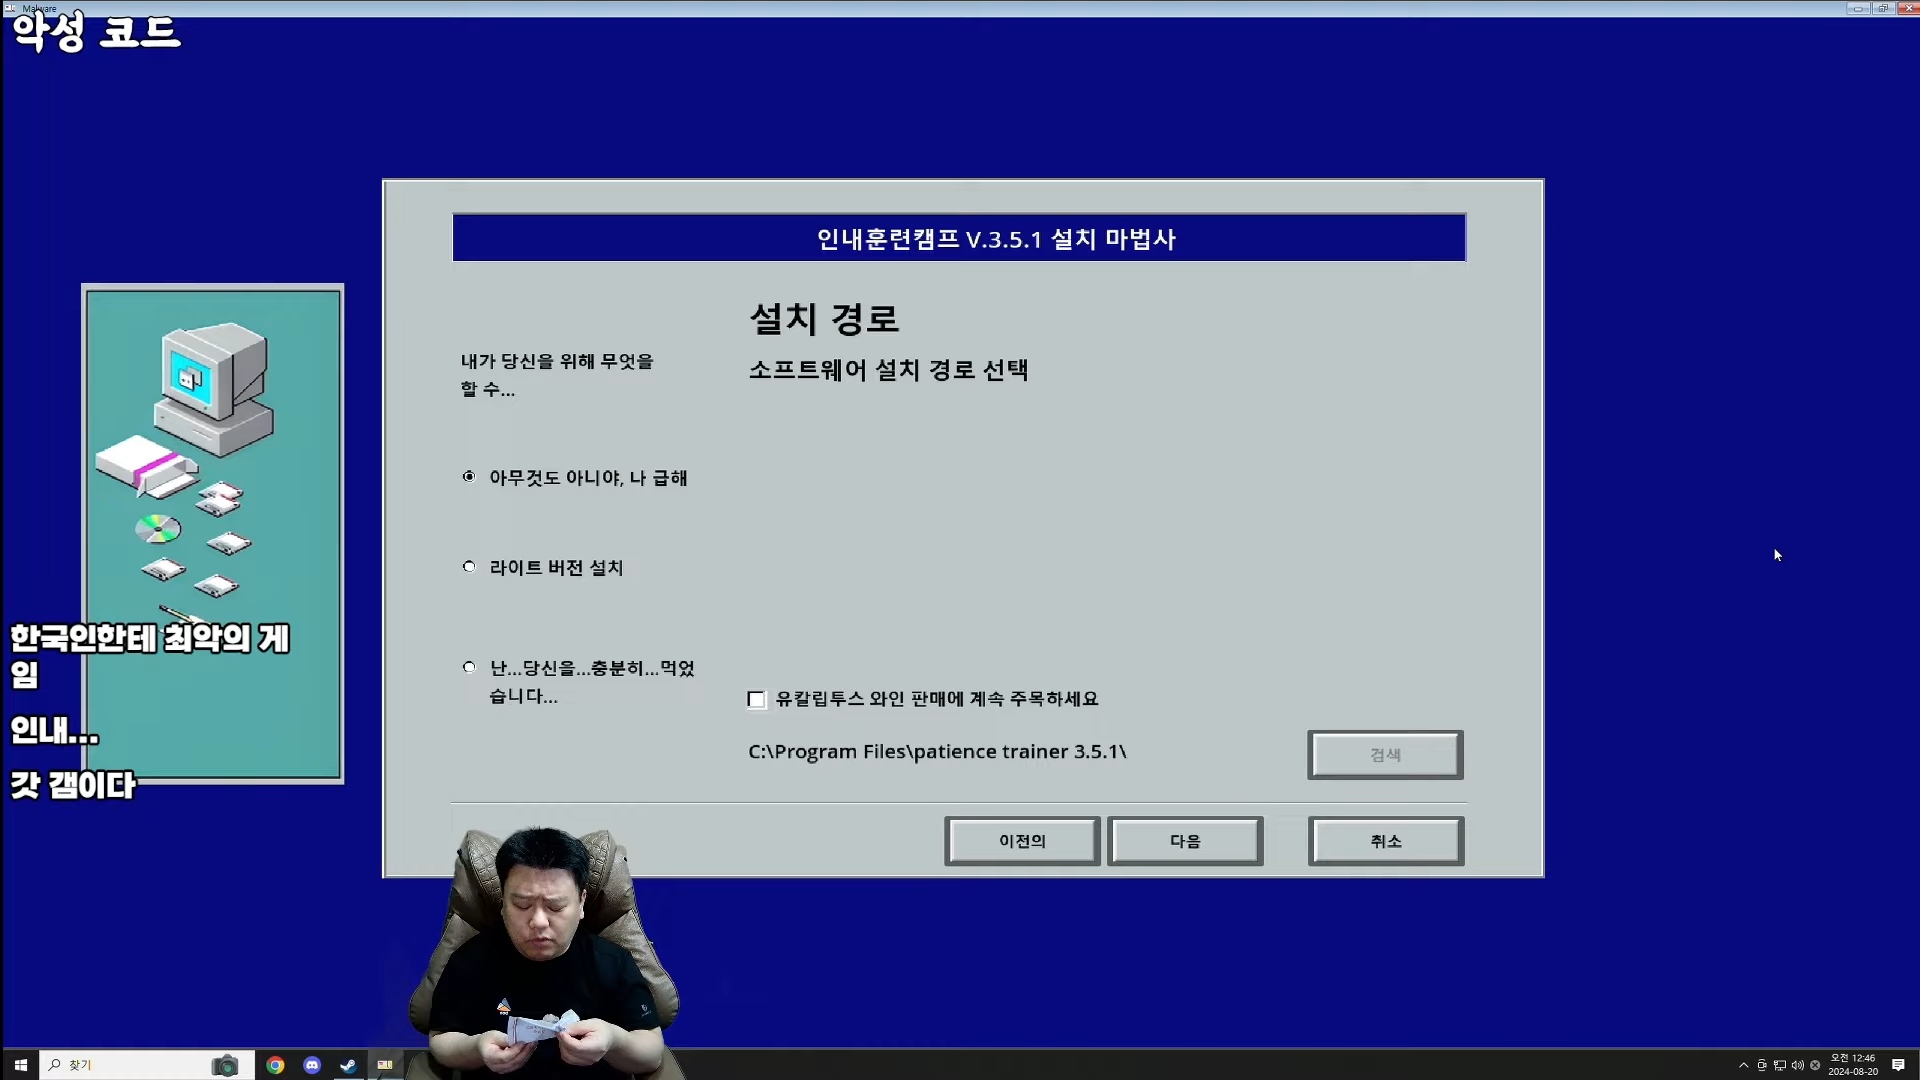 Malware
악성 코드
인내훈련캠프 V.3.5.1 설치 마법사
설치 경로
소프트웨어 설치 경로 선택
내가 당신을 위해 무엇을
할 수...
아무것도 아니야, 나 급해
라이트 버전 설치
난...당신을...충분히...먹었
습니다...
유칼립투스 와인 판매에 계속 주목하세요
C:\Program Files\patience trainer 3.5.1\
검색
이전의
다음
취소
한국인한테 최악의 게
임
인내...
갓 갬이다
찾기
오전 12:46
2024-08-20